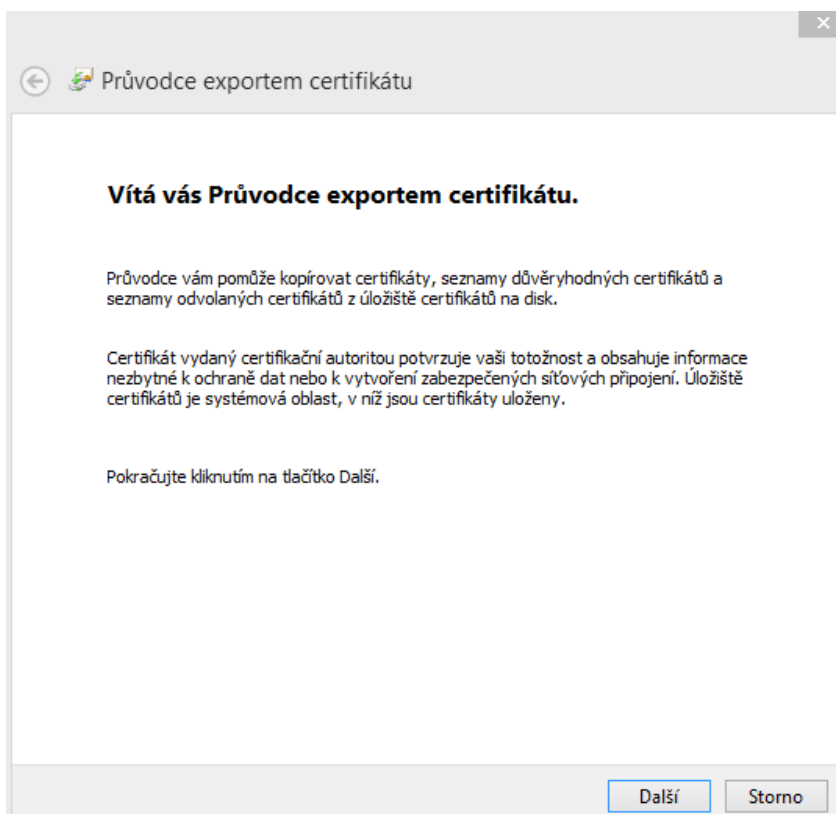 Průvodce exportem certifikátu
Vítá vás Průvodce exportem certifikátu.
Průvodce vám pomůže kopírovat certifikáty, seznamy důvěryhodných certifikátů a
seznamy odvolaných certifikátů z úložiště certifikátů na disk.
Certifikát vydaný certifikační autoritou potvrzuje vaši totožnost a obsahuje informace
nezbytné k ochraně dat nebo k vytvoření zabezpečených síťových připojení. Úložiště
certifikátů je systémová oblast, v níž jsou certifikáty uloženy.
Pokračujte kliknutím na tlačítko Další.
Další Storno